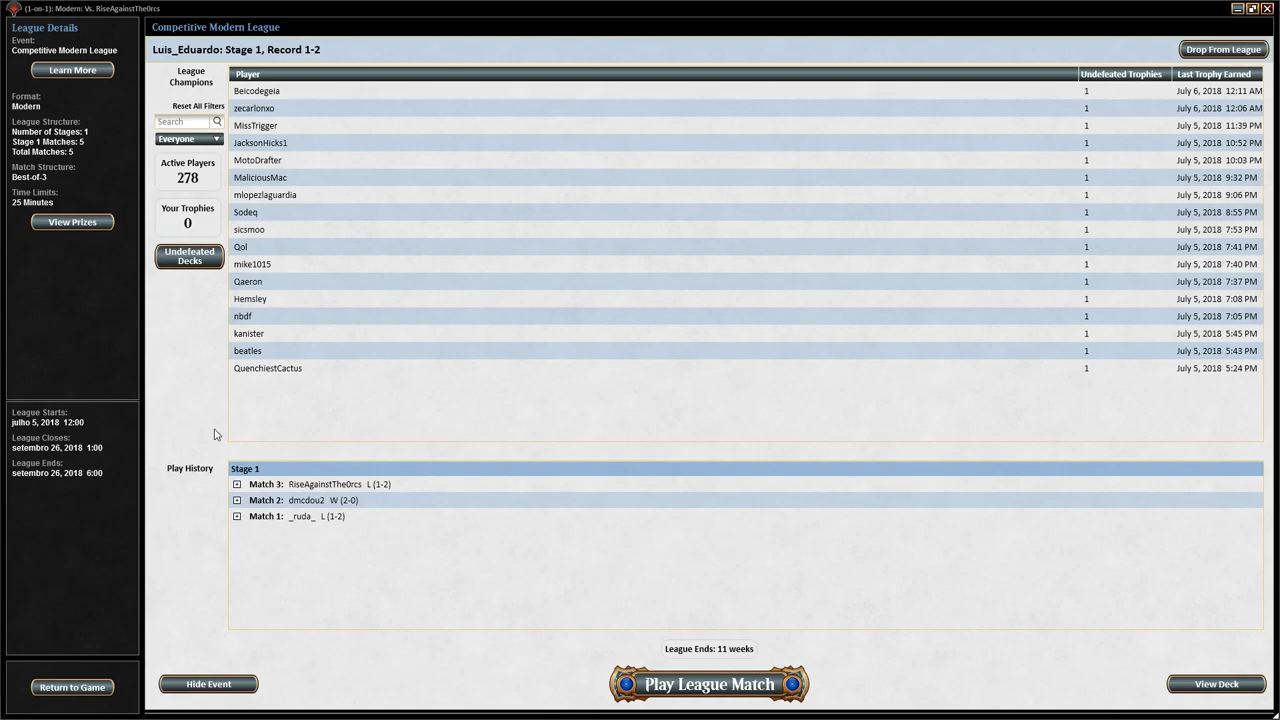 (1-on-1): Modern: Vs. RiseAgainstThe0rcs
League Details
Event:
Competitive Modern League
Learn More
Format:
Modern
League Structure:
Number of Stages: 1
Stage 1 Matches: 5
Total Matches: 5
Match Structure:
Best-of-3
Time Limits:
25 Minutes
View Prizes
League Starts:
julho 5, 2018 12:00
League Closes:
setembro 26, 2018 1:00
League Ends:
setembro 26, 2018 6:00
Return to Game
Competitive Modern League
Luis_Eduardo: Stage 1, Record 1-2
Drop From League
League
Champions
Reset All Filters
Search
Everyone
Active Players
278
Your Trophies
0
Undefeated
Decks
Player Undefeated Trophies Last Trophy Earned
Beicodegeia 1 July 6, 2018 12:11 AM
zecarlonxo 1 July 6, 2018 12:06 AM
MissTrigger 1 July 5, 2018 11:39 PM
JacksonHicks1 1 July 5, 2018 10:52 PM
MotoDrafter 1 July 5, 2018 10:03 PM
MaliciousMac 1 July 5, 2018 9:32 PM
mlopezlaguardia 1 July 5, 2018 9:06 PM
Sodeq 1 July 5, 2018 8:55 PM
sicsmoo 1 July 5, 2018 7:53 PM
Qol 1 July 5, 2018 7:41 PM
mike1015 1 July 5, 2018 7:40 PM
Qaeron 1 July 5, 2018 7:37 PM
Hemsley 1 July 5, 2018 7:08 PM
nbdf 1 July 5, 2018 7:05 PM
kanister 1 July 5, 2018 5:45 PM
beatles 1 July 5, 2018 5:43 PM
QuenchiestCactus 1 July 5, 2018 5:24 PM
Play History
Stage 1
Match 3: RiseAgainstThe0rcs L (1-2)
Match 2: dmcdou2 W (2-0)
Match 1: _ruda_ L (1-2)
League Ends: 11 weeks
Hide Event
Play League Match
View Deck